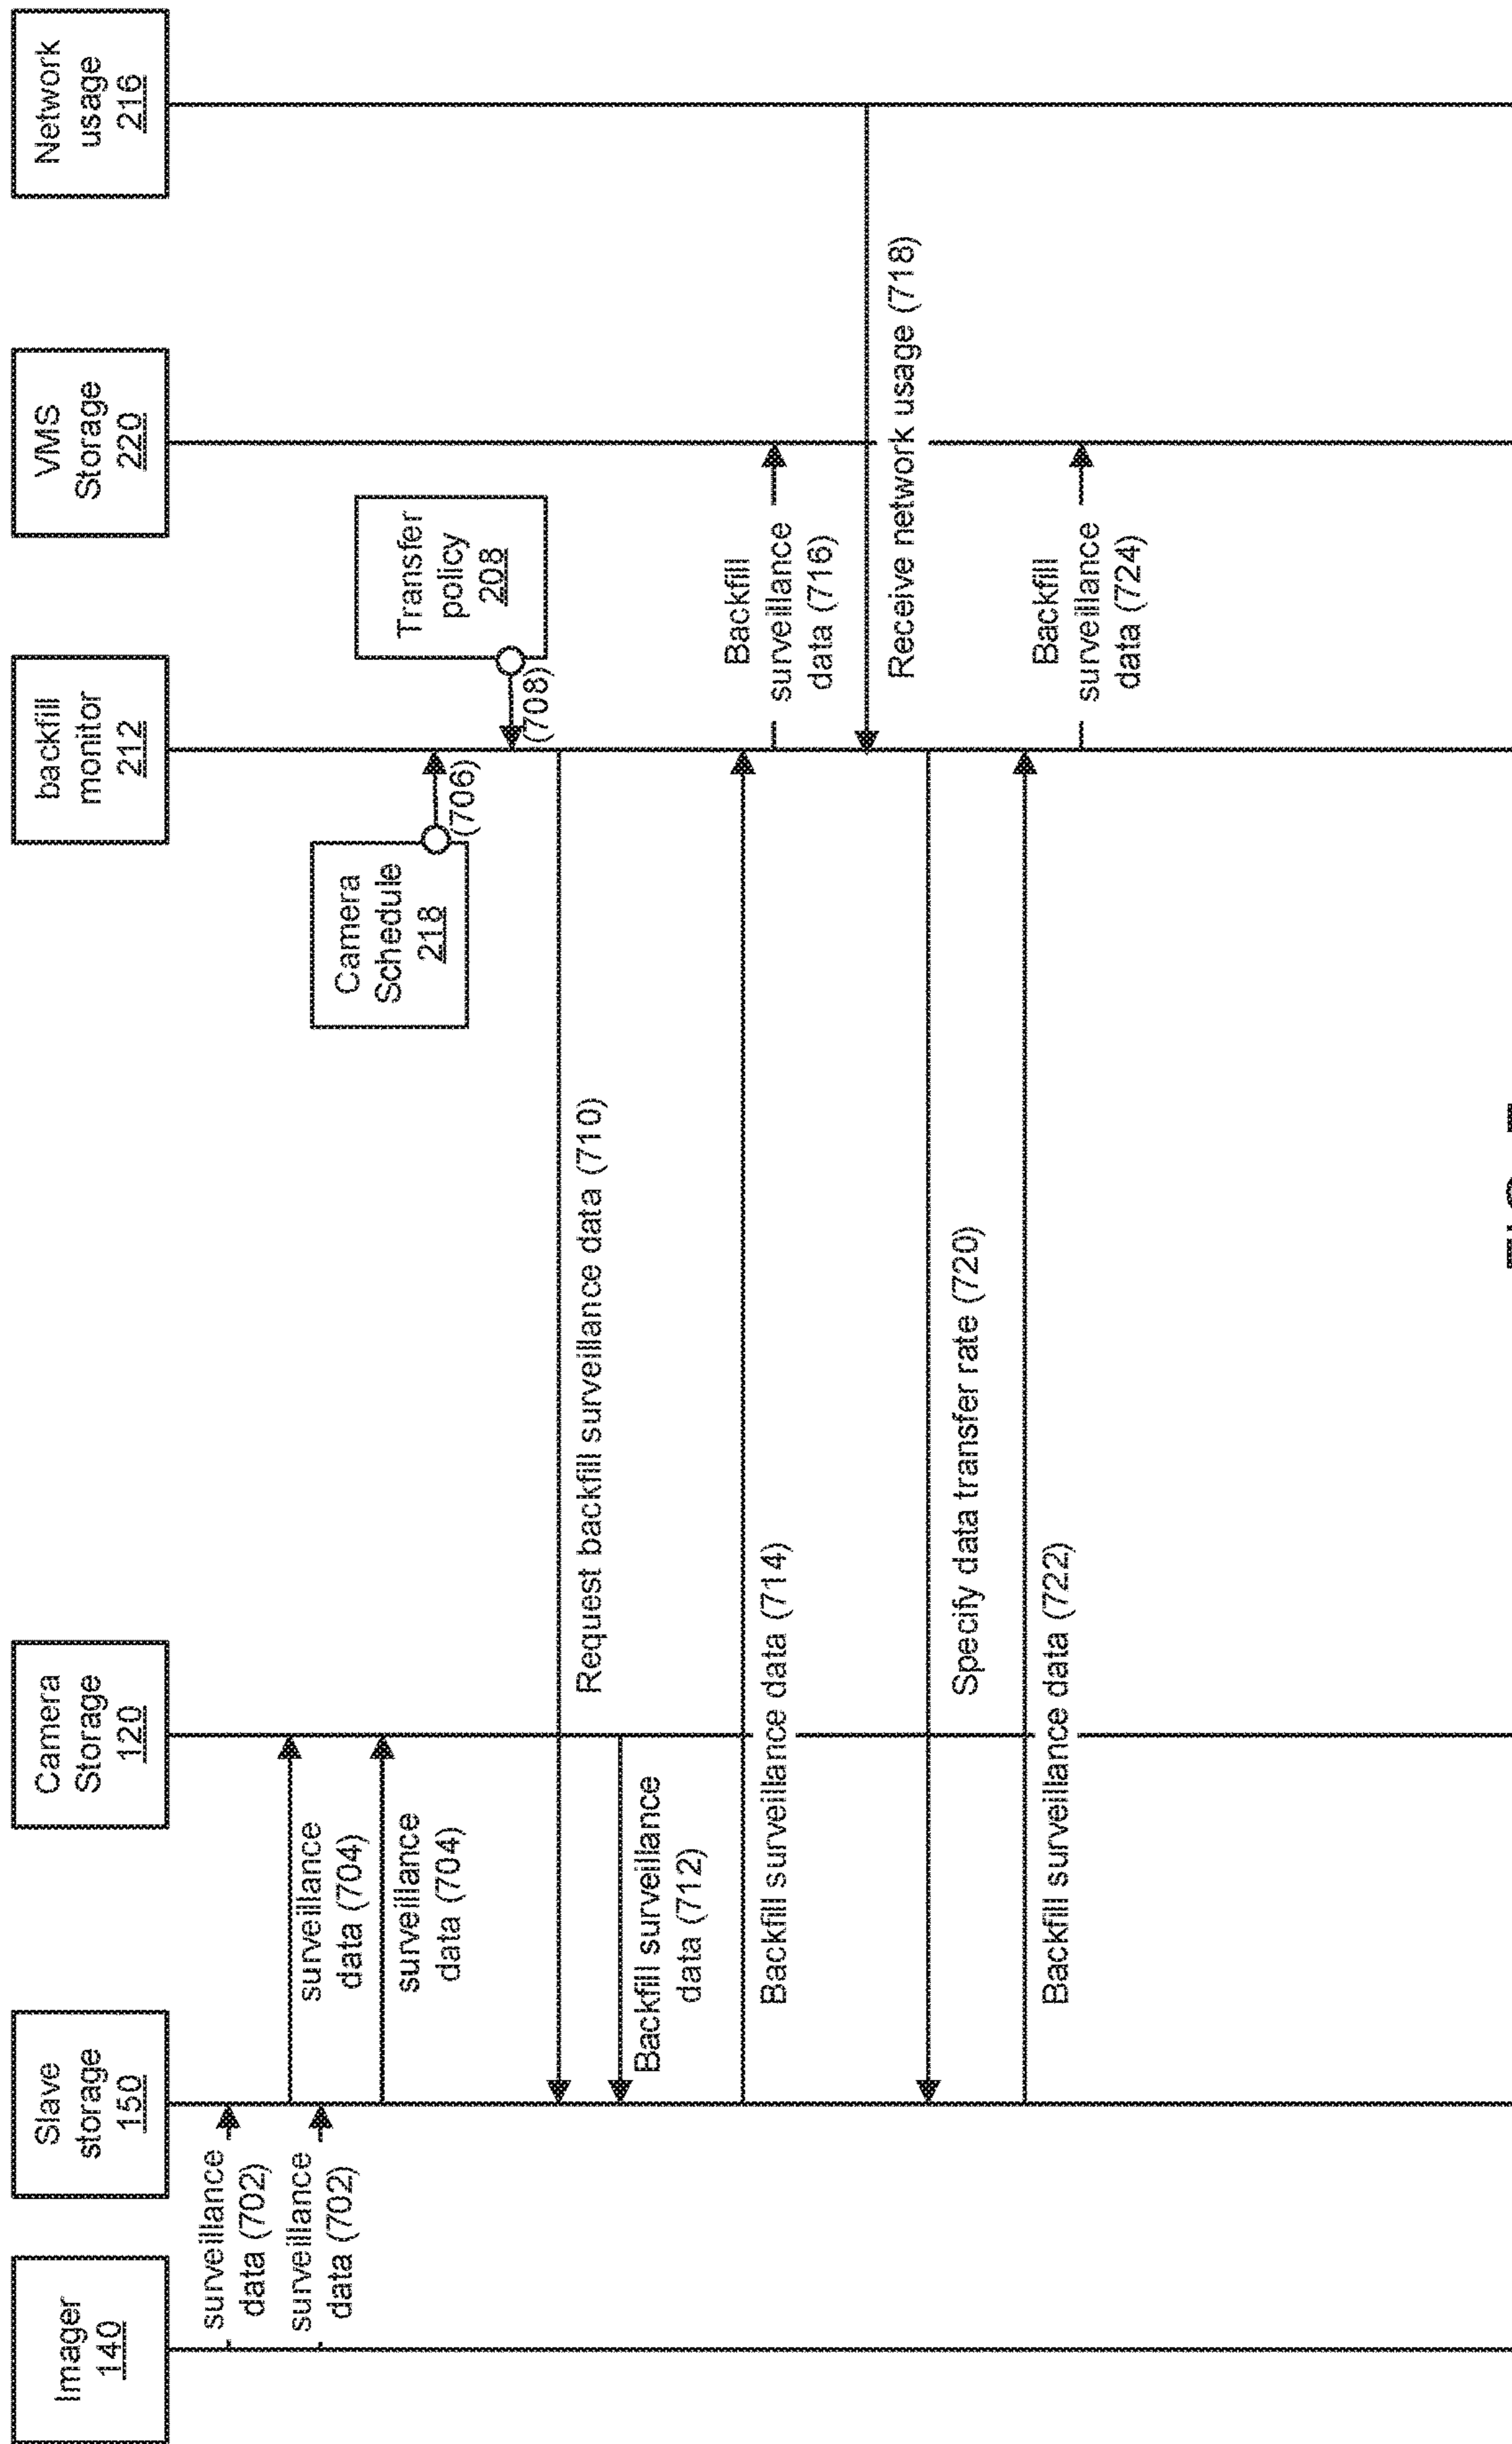 Imager
140
Slave
storage
150
Camera
Storage
120
backfill
monitor
212
VMS
Storage
220
Network
usage
216
surveillance
data (702)
surveillance
data (704)
surveillance
data (702)
surveillance
data (704)
Camera
Schedule
218
(706)
Transfer
policy
208
(708)
Request backfill surveillance data (710)
Backfill surveillance
data (712)
Backfill surveillance data (714)
Backfill
surveillance
data (716)
Receive network usage (718)
Specify data transfer rate (720)
Backfill surveillance data (722)
Backfill
surveillance
data (724)